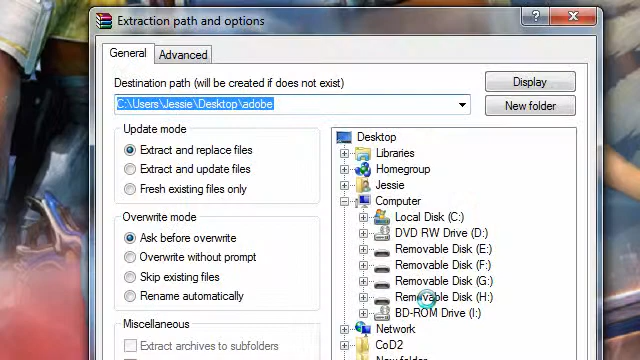 Extraction path and options
General
Advanced
Destination path (will be created if does not exist)
Display
C:\Users\Jessie\Desktop\adobe
New folder
Update mode
Extract and replace files
Extract and update files
Fresh existing files only
Overwrite mode
Ask before overwrite
Overwrite without prompt
Skip existing files
Rename automatically
Miscellaneous
Extract archives to subfolders
Desktop
Libraries
Homegroup
Jessie
Computer
Local Disk (C:)
DVD RW Drive (D:)
Removable Disk (E:)
Removable Disk (F:)
Removable Disk (G:)
Removable Disk (H:)
BD-ROM Drive (I:)
Network
CoD2
New folder